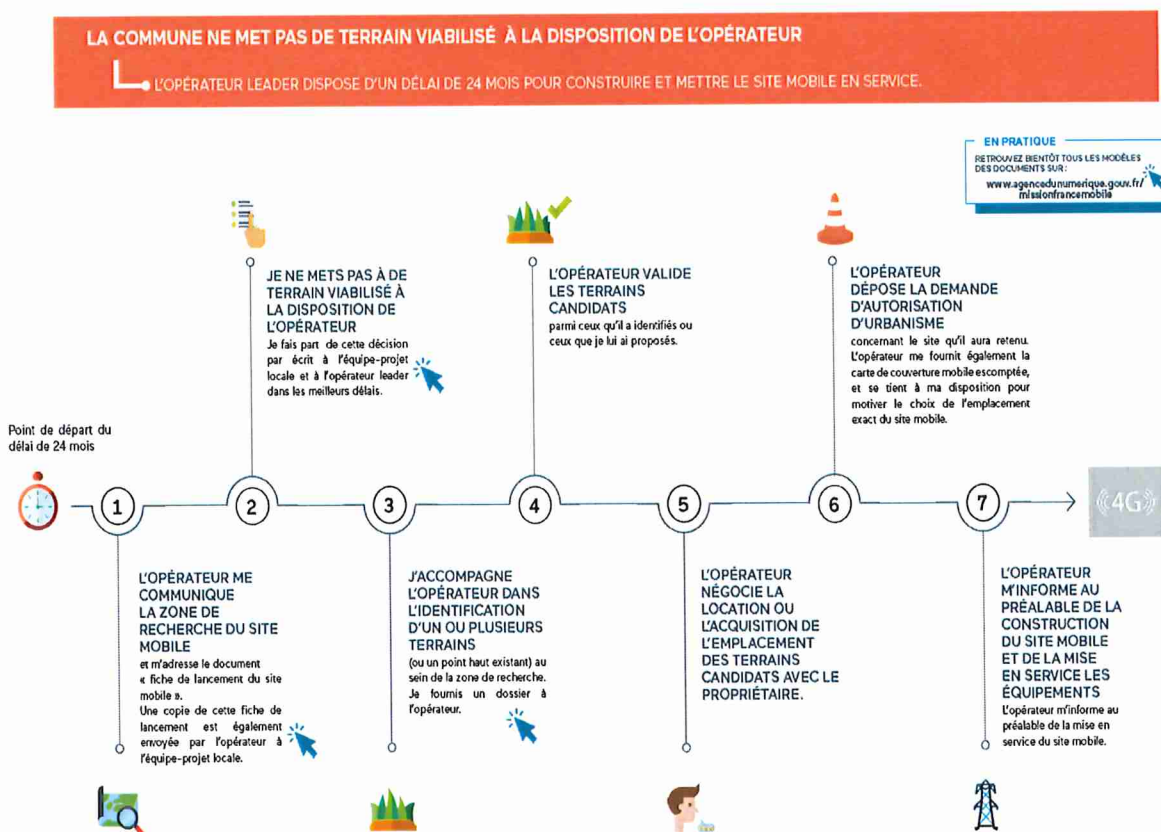 LA COMMUNE NE MET PAS DE TERRAIN VIABILISÉ À LA DISPOSITION DE L'OPÉRATEUR
L'OPÉRATEUR LEADER DISPOSE D'UN DÉLAI DE 24 MOIS POUR CONSTRUIRE ET METTRE LE SITE MOBILE EN SERVICE.
EN PRATIQUE
RETROUVEZ BIENTÔT TOUS LES MODÈLES
DES DOCUMENTS SUR :
www.agencedunumerique.gouv.fr/
missionfrancemobile
JE NE METS PAS À DE
TERRAIN VIABILISÉ À
LA DISPOSITION DE
L'OPÉRATEUR
Je fais part de cette décision
par écrit à l'équipe-projet
locale et à l'opérateur leader
dans les meilleurs délais.
L'OPÉRATEUR VALIDE
LES TERRAINS
CANDIDATS
parmi ceux qu'il a identifiés ou
ceux que je lui ai proposés.
L'OPÉRATEUR
DÉPOSE LA DEMANDE
D'AUTORISATION
D'URBANISME
concernant le site qu'il aura retenu.
L'opérateur me fournit également la
carte de couverture mobile escomptée,
et se tient à ma disposition pour
motiver le choix de l'emplacement
exact du site mobile.
Point de départ du
délai de 24 mois
1
2
3
4
5
6
7
4G
L'OPÉRATEUR ME
COMMUNIQUE
LA ZONE DE
RECHERCHE DU SITE
MOBILE
et m'adresse le document
« fiche de lancement du site
mobile ».
Une copie de cette fiche de
lancement est également
envoyée par l'opérateur à
l'équipe-projet locale.
J'ACCOMPAGNE
L'OPÉRATEUR DANS
L'IDENTIFICATION
D'UN OU PLUSIEURS
TERRAINS
(ou un point haut existant) au
sein de la zone de recherche.
Je fournis un dossier à
l'opérateur.
L'OPÉRATEUR
NÉGOCIE LA
LOCATION OU
L'ACQUISITION DE
L'EMPLACEMENT
DES TERRAINS
CANDIDATS AVEC LE
PROPRIÉTAIRE.
L'OPÉRATEUR
M'INFORME AU
PRÉALABLE DE LA
CONSTRUCTION
DU SITE MOBILE
ET DE LA MISE
EN SERVICE LES
ÉQUIPEMENTS
L'opérateur m'informe au
préalable de la mise en
service du site mobile.